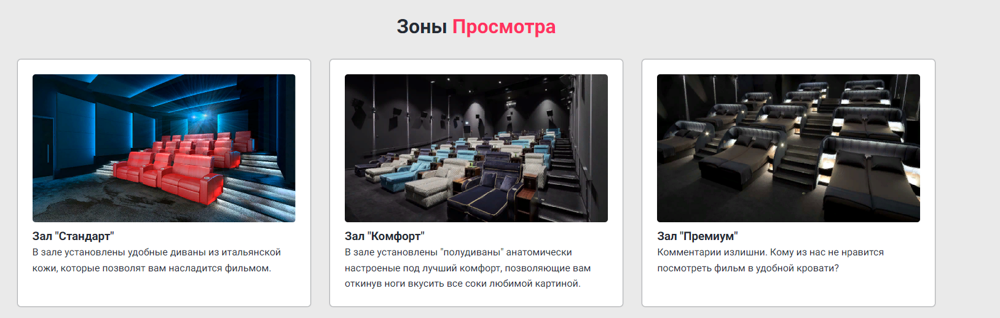 Зоны Просмотра
Зал "Стандарт"
В зале установлены удобные диваны из итальянской
кожи, которые позволят вам насладится фильмом.
Зал "Комфорт"
В зале установлены "полудиваны" анатомически
настроеные под лучший комфорт, позволяющие вам
откинув ноги вкусить все соки любимой картиной.
Зал "Премиум"
Комментарии излишни. Кому из нас не нравится
посмотреть фильм в удобной кровати?